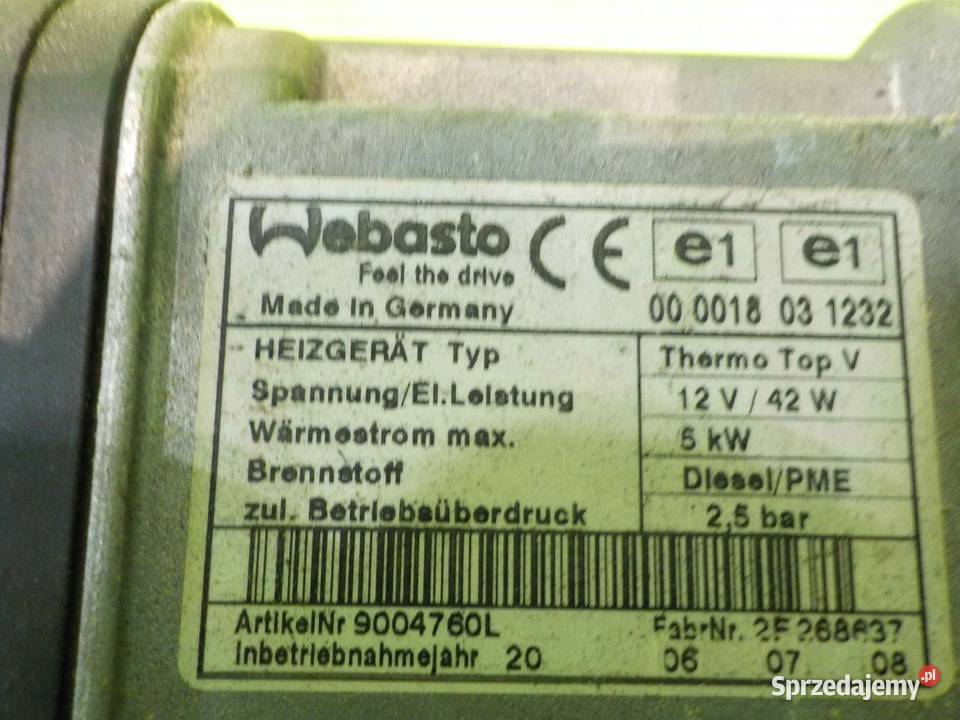 Webasto CE e1 e1
Feel the drive
Made in Germany 00 0018 03 1232
HEIZGERÄT Typ Thermo Top V
Spannung/El.Leistung 12 V / 42 W
Wärmestrom max. 5 kW
Brennstoff Diesel/PME
zul. Betriebsüberdruck 2,5 bar
ArtikelNr 9004760L FabrNr.
Inbetriebnahmejahr 20 06 07 08
Sprzedajemy.pl